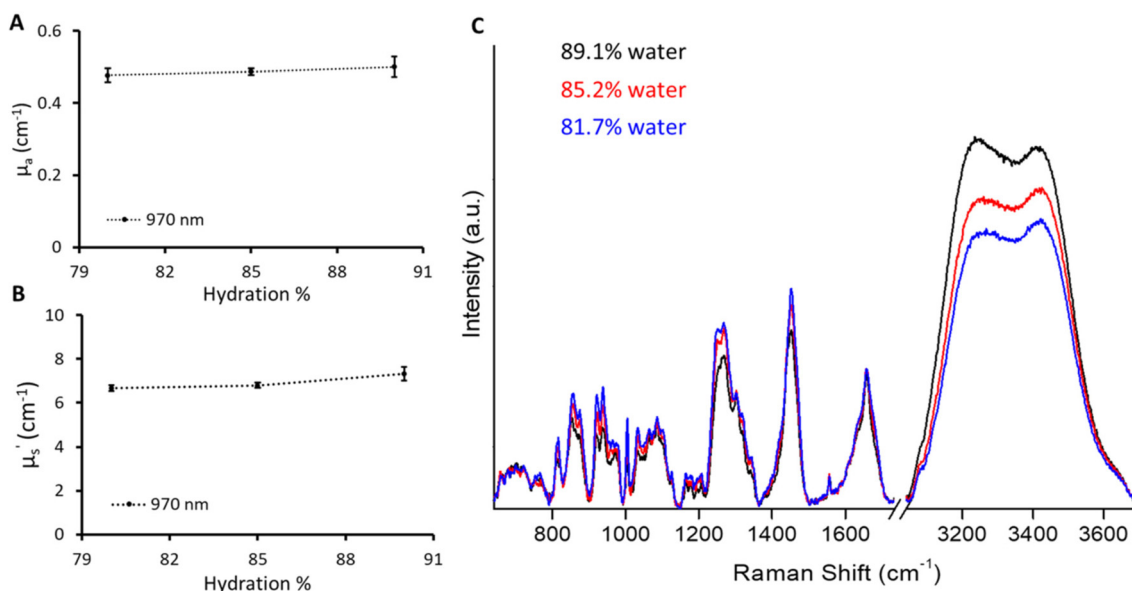 A
μa (cm-1)
0.6
0.4
0.2
0
970 nm
79 82 85 88 91
Hydration %
B
μs' (cm-1)
10
8
6
4
2
0
970 nm
79 82 85 88 91
Hydration %
C
89.1% water
85.2% water
81.7% water
Intensity (a.u.)
800 1000 1200 1400 1600 3200 3400 3600
Raman Shift (cm-1)